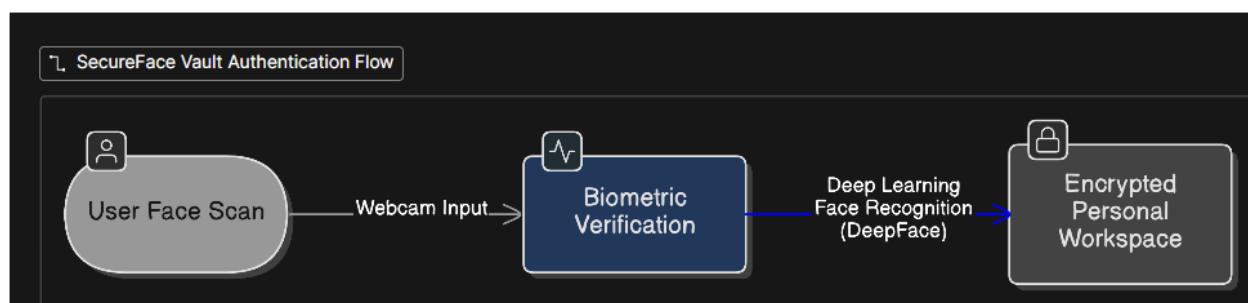 SecureFace Vault Authentication Flow
User Face Scan
Webcam Input
Biometric
Verification
Deep Learning
Face Recognition
(DeepFace)
Encrypted
Personal
Workspace